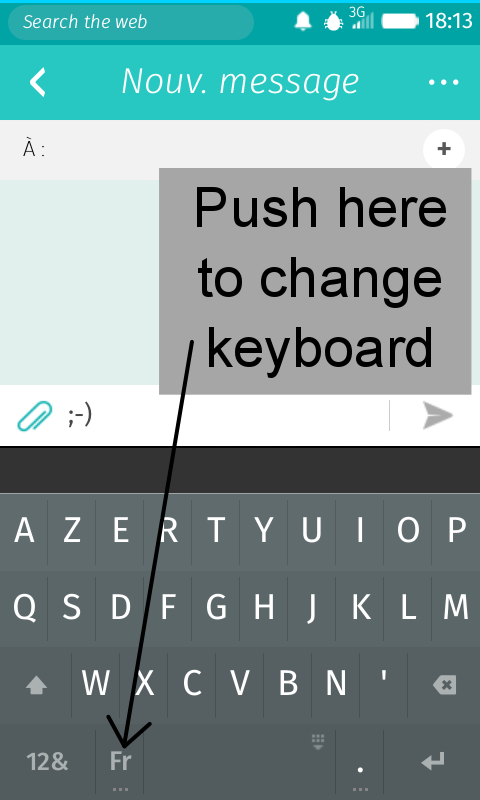 Search the web 3G 18:13
Nouv. message ...
À : +
Push here
to change
keyboard
;-)
A Z E R T Y U I O P
Q S D F G H J K L M
W X C V B N '
12& Fr .